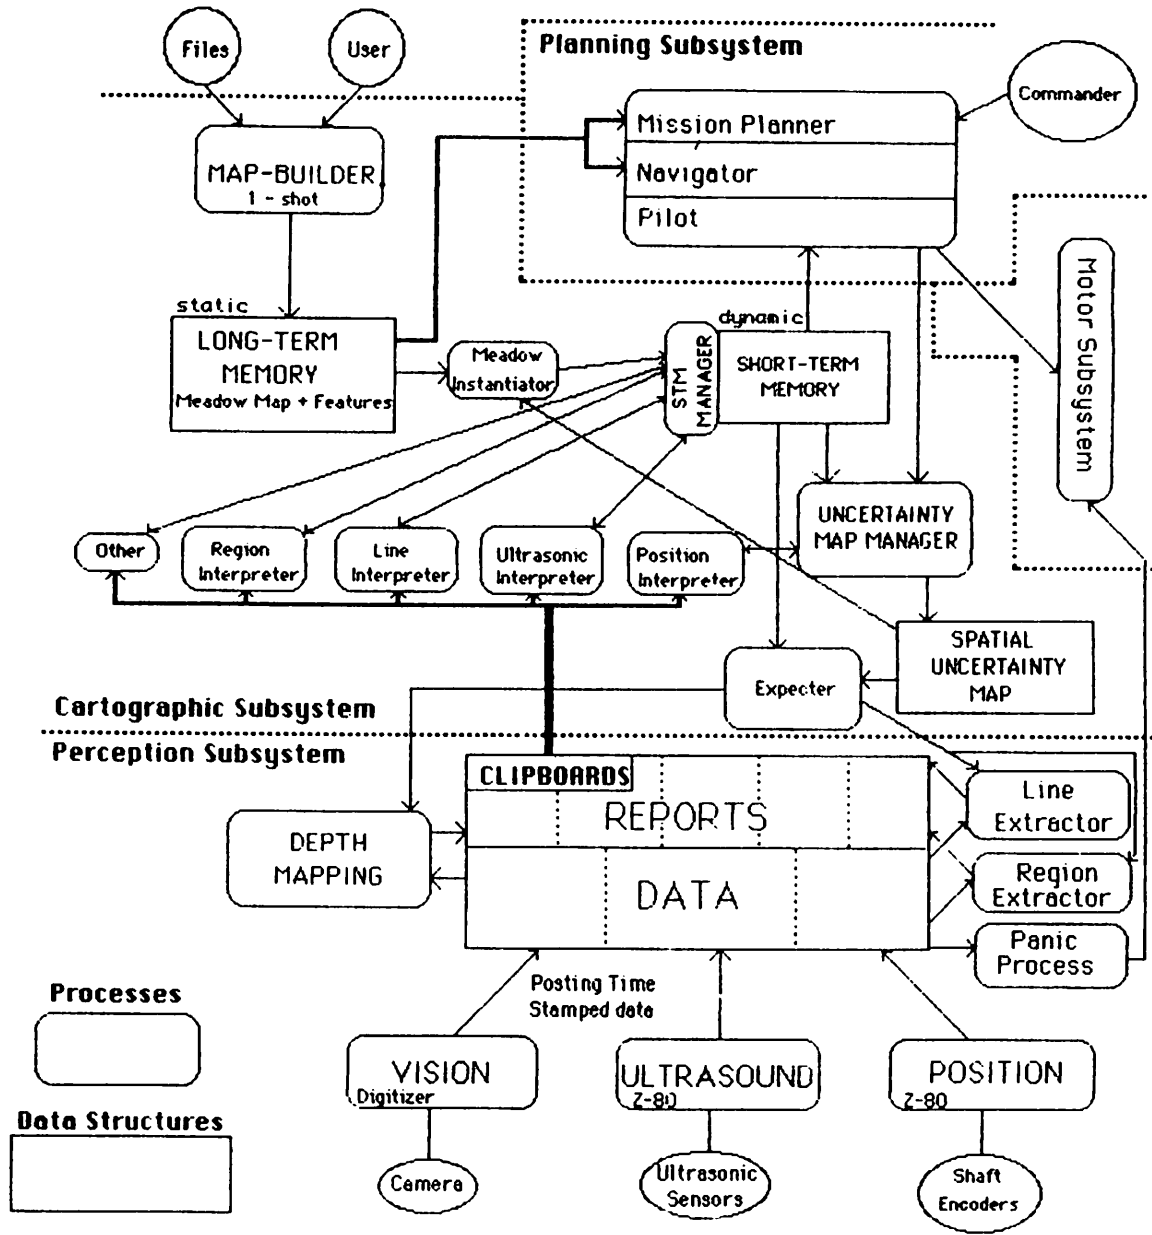 Files
User
Planning Subsystem
Commander
Mission Planner
Navigator
Pilot
MAP-BUILDER
1 - shot
Motor Subsystem
static
LONG-TERM
MEMORY
Meadow Map + Features
Meadow
Instantiator
STM
MANAGER
dynamic
SHORT-TERM
MEMORY
UNCERTAINTY
MAP MANAGER
Other
Region
Interpreter
Line
Interpreter
Ultrasonic
Interpreter
Position
Interpreter
SPATIAL
UNCERTAINTY
MAP
Expecter
Cartographic Subsystem
Perception Subsystem
CLIPBOARDS
REPORTS
DATA
DEPTH
MAPPING
Line
Extractor
Region
Extractor
Panic
Process
Posting Time
Stamped data
Processes
Data Structures
VISION
Digitizer
ULTRASOUND
Z-80
POSITION
Z-80
Camera
Ultrasonic
Sensors
Shaft
Encoders